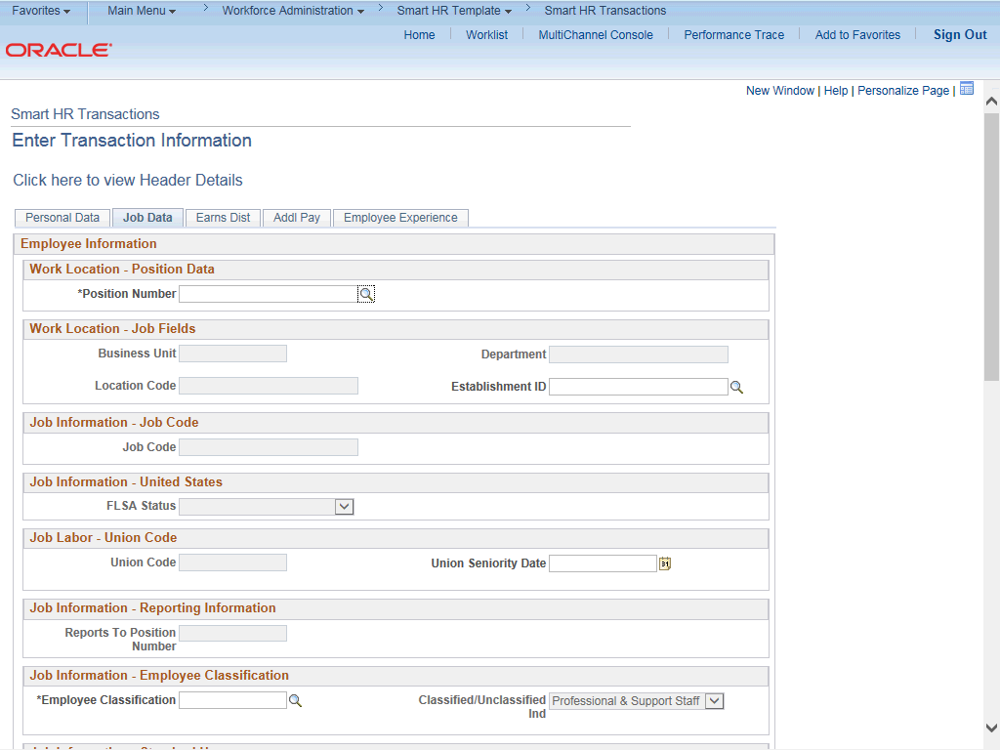 Favorites Main Menu > Workforce Administration > Smart HR Template > Smart HR Transactions
Home Worklist MultiChannel Console Performance Trace Add to Favorites Sign Out
ORACLE
New Window | Help | Personalize Page |
Smart HR Transactions
Enter Transaction Information
Click here to view Header Details
Personal Data Job Data Earns Dist Addl Pay Employee Experience
Employee Information
Work Location - Position Data
*Position Number
Work Location - Job Fields
Business Unit Department
Location Code Establishment ID
Job Information - Job Code
Job Code
Job Information - United States
FLSA Status
Job Labor - Union Code
Union Code Union Seniority Date 31
Job Information - Reporting Information
Reports To Position
Number
Job Information - Employee Classification
*Employee Classification Classified/Unclassified Professional & Support Staff
Ind